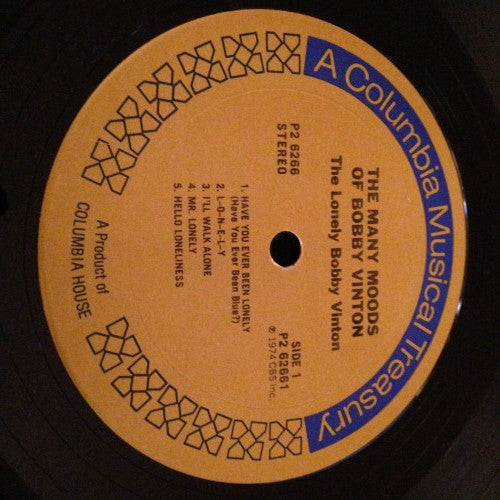 A Columbia Musical Treasury
THE MANY MOODS
OF BOBBY VINTON
The Lonely Bobby Vinton
P2 6266
STEREO
SIDE 1
P2 62661
℗ 1974 CBS Inc.
1. HAVE YOU EVER BEEN LONELY
(Have You Ever Been Blue?)
2. L-O-N-E-L-Y
3. I'LL WALK ALONE
4. MR. LONELY
5. HELLO LONELINESS
A Product of
COLUMBIA HOUSE